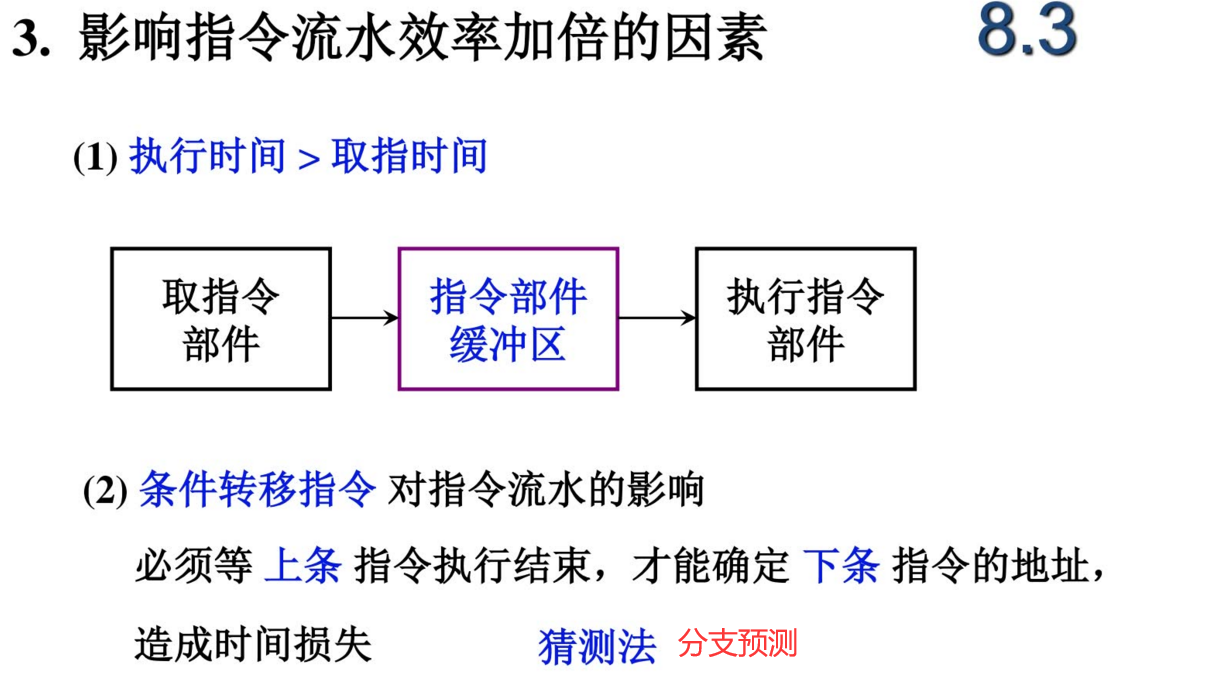 3. 影响指令流水效率加倍的因素 8.3
(1) 执行时间 > 取指时间
取指令
部件
指令部件
缓冲区
执行指令
部件
(2) 条件转移指令 对指令流水的影响
必须等 上条 指令执行结束，才能确定 下条 指令的地址，
造成时间损失 猜测法 分支预测